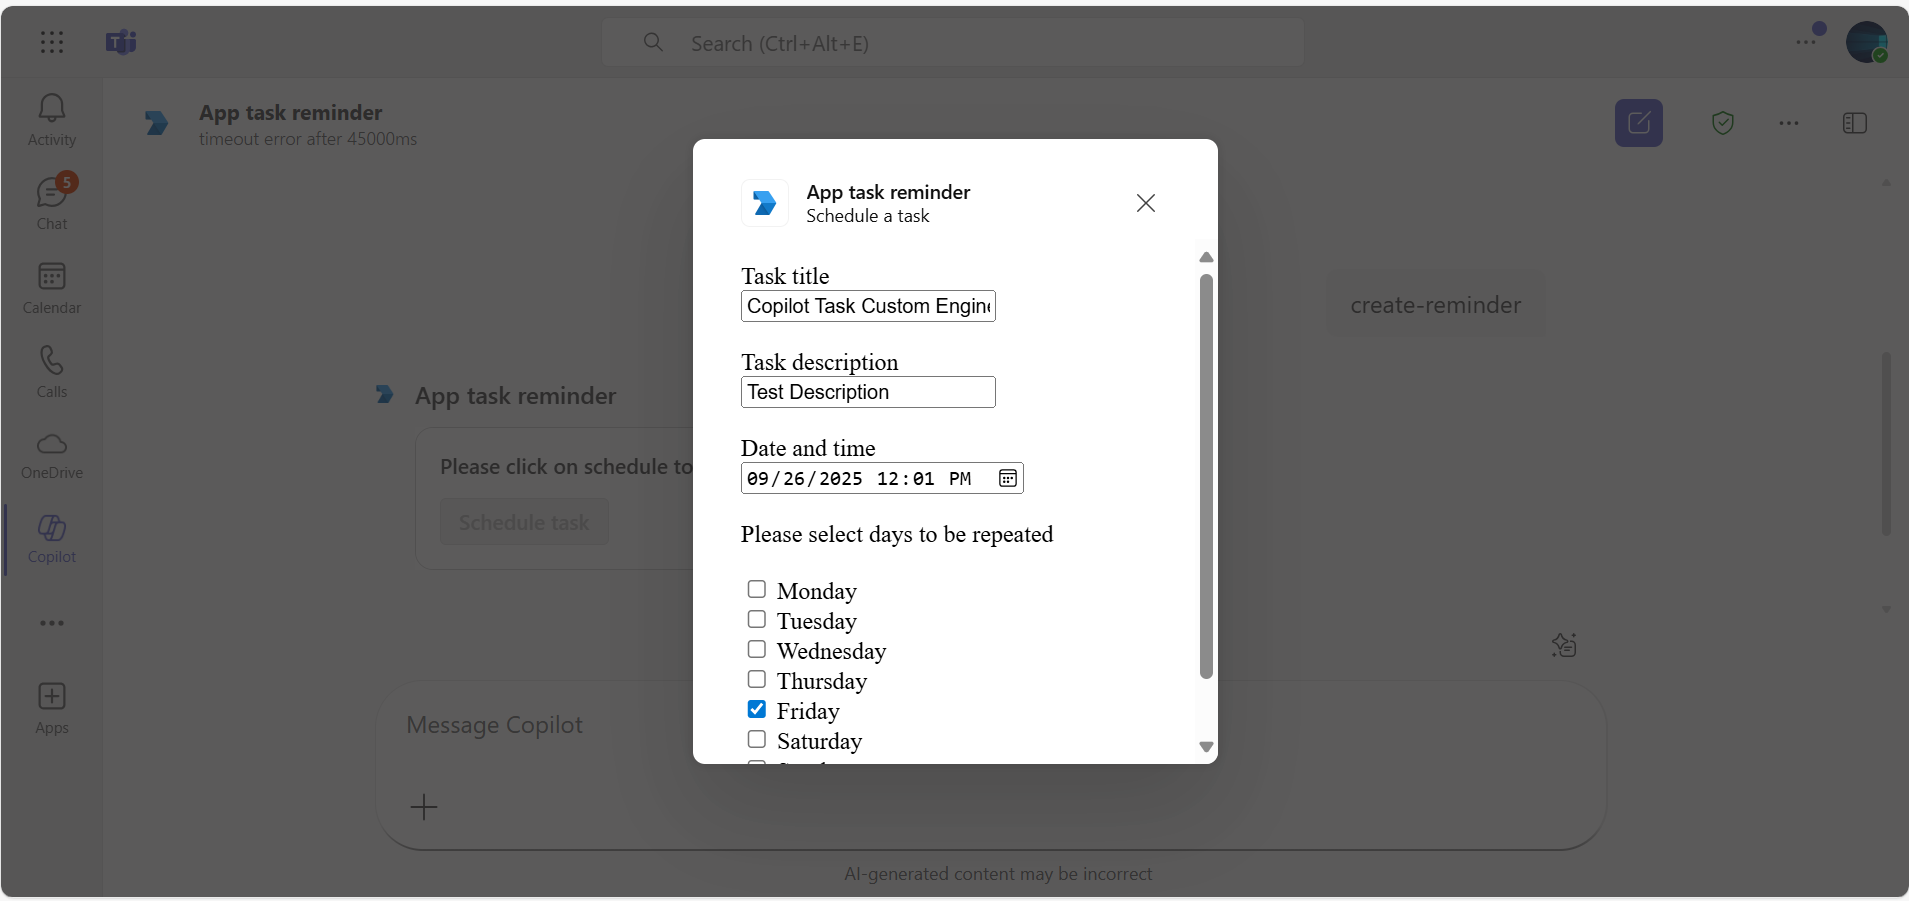 Search (Ctrl+Alt+E)
App task reminder
timeout error after 45000ms
Activity
5
Chat
Calendar
Calls
OneDrive
Copilot
Apps
create-reminder
App task reminder
Please click on schedule to
Schedule task
App task reminder
Schedule a task
Task title
Copilot Task Custom Engine
Task description
Test Description
Date and time
09/26/2025 12:01 PM
Please select days to be repeated
Monday
Tuesday
Wednesday
Thursday
Friday
Saturday
Message Copilot
AI-generated content may be incorrect